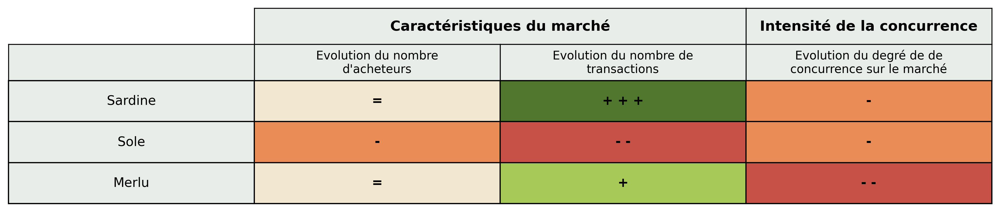 Caractéristiques du marché
Intensité de la concurrence
Evolution du nombre
d'acheteurs
Evolution du nombre de
transactions
Evolution du degré de de
concurrence sur le marché
Sardine
=
+ + +
-
Sole
-
- -
-
Merlu
=
+
- -